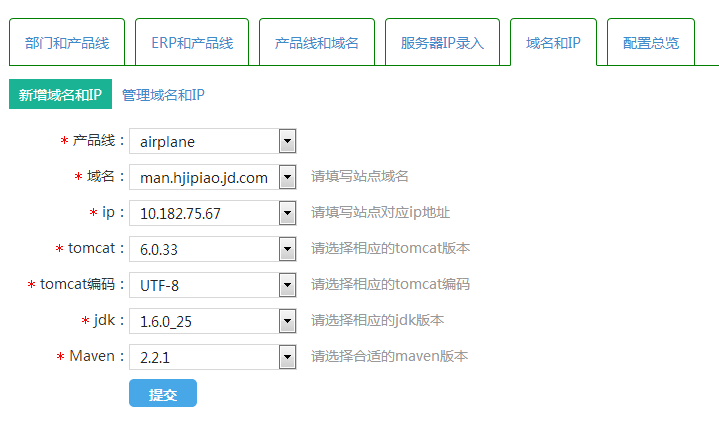 部门和产品线 ERP和产品线 产品线和域名 服务器IP录入 域名和IP 配置总览
新增域名和IP 管理域名和IP
* 产品线： airplane
* 域名： man.hjipiao.jd.com 请填写站点域名
* ip： 10.182.75.67 请填写站点对应ip地址
* tomcat： 6.0.33 请选择相应的tomcat版本
* tomcat编码： UTF-8 请选择相应的tomcat编码
* jdk： 1.6.0_25 请选择相应的jdk版本
* Maven： 2.2.1 请选择合适的maven版本
提交